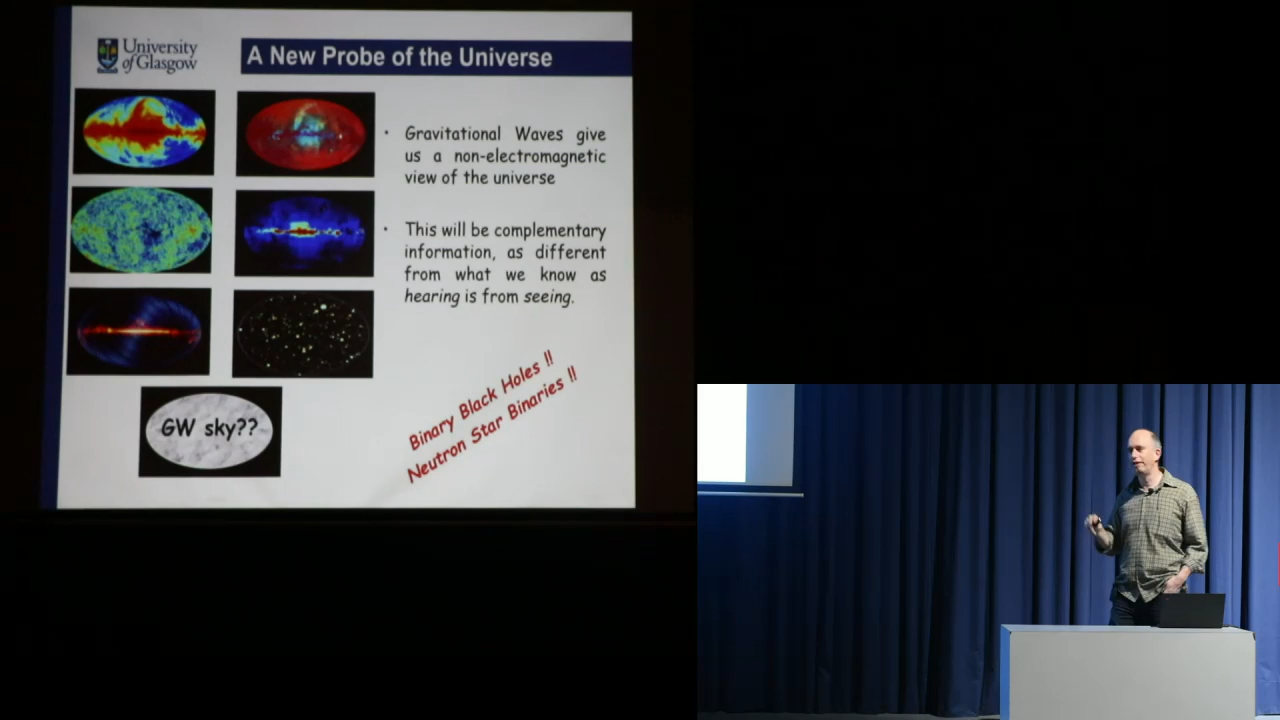 University
of Glasgow
A New Probe of the Universe
• Gravitational Waves give
us a non-electromagnetic
view of the universe
• This will be complementary
information, as different
from what we know as
hearing is from seeing.
Binary Black Holes !!
Neutron Star Binaries !!
GW sky??